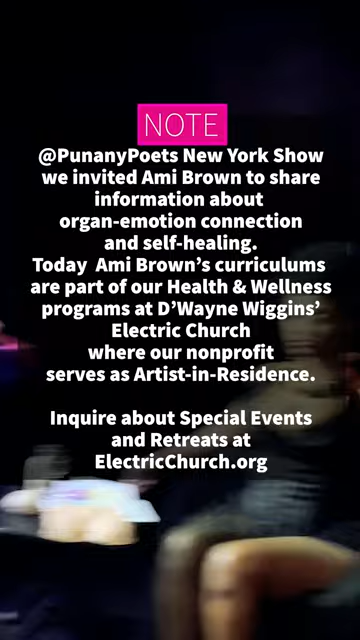 NOTE
@PunanyPoets New York Show
we invited Ami Brown to share
information about
organ-emotion connection
and self-healing.
Today  Ami Brown’s curriculums
are part of our Health & Wellness
programs at D’Wayne Wiggins’
Electric Church
where our nonprofit
serves as Artist-in-Residence.
Inquire about Special Events
and Retreats at
ElectricChurch.org